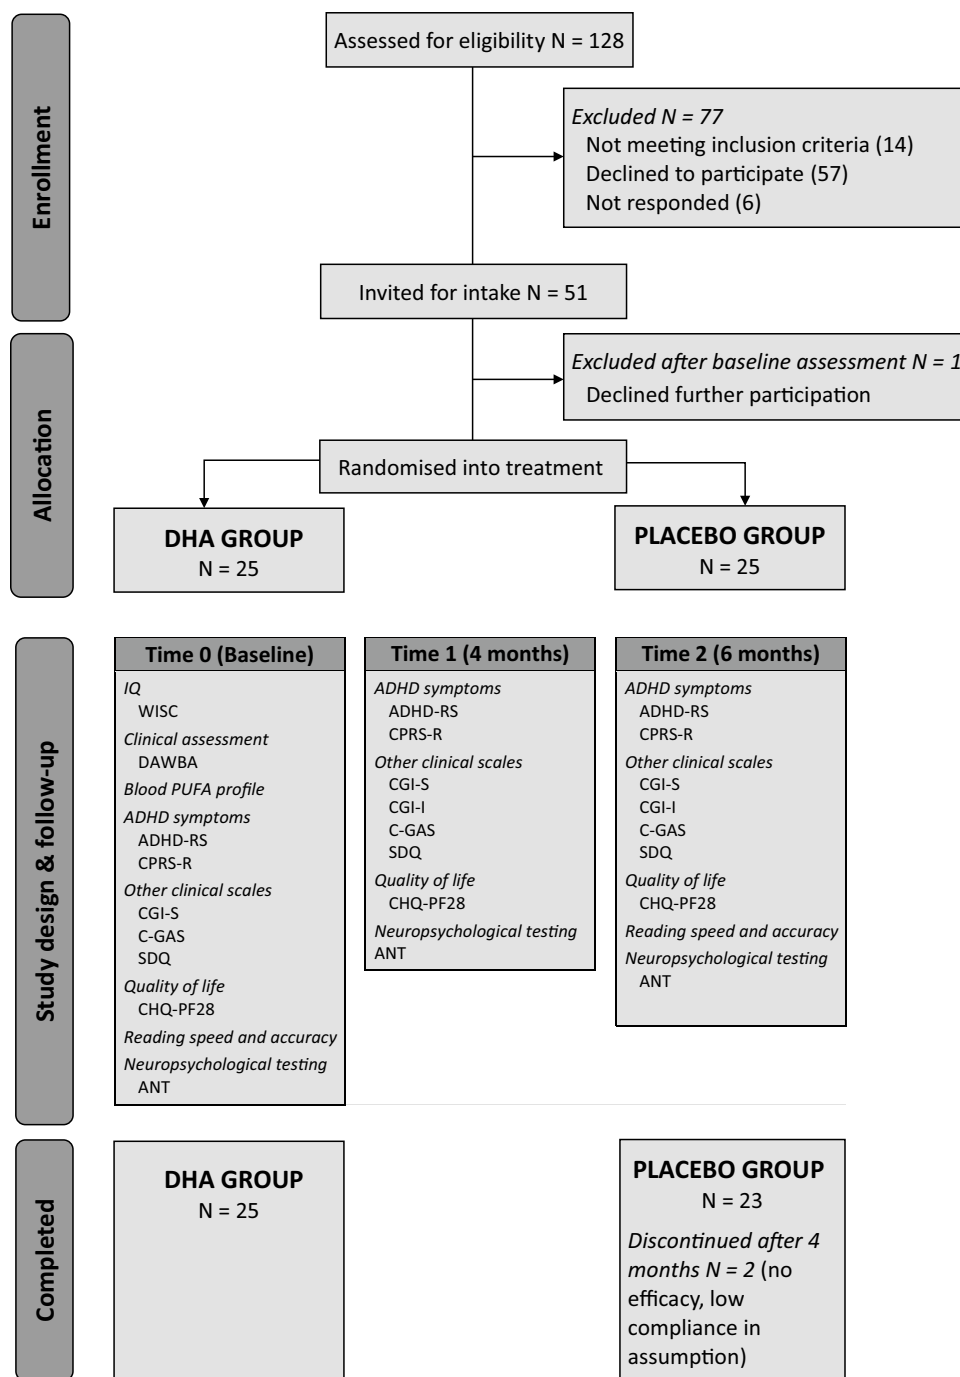 Enrollment
Assessed for eligibility N = 128
Excluded N = 77
Not meeting inclusion criteria (14)
Declined to participate (57)
Not responded (6)
Invited for intake N = 51
Allocation
Excluded after baseline assessment N = 1
Declined further participation
Randomised into treatment
DHA GROUP
N = 25
PLACEBO GROUP
N = 25
Study design & follow-up
Time 0 (Baseline)
IQ
WISC
Clinical assessment
DAWBA
Blood PUFA profile
ADHD symptoms
ADHD-RS
CPRS-R
Other clinical scales
CGI-S
C-GAS
SDQ
Quality of life
CHQ-PF28
Reading speed and accuracy
Neuropsychological testing
ANT
Time 1 (4 months)
ADHD symptoms
ADHD-RS
CPRS-R
Other clinical scales
CGI-S
CGI-I
C-GAS
SDQ
Quality of life
CHQ-PF28
Neuropsychological testing
ANT
Time 2 (6 months)
ADHD symptoms
ADHD-RS
CPRS-R
Other clinical scales
CGI-S
CGI-I
C-GAS
SDQ
Quality of life
CHQ-PF28
Reading speed and accuracy
Neuropsychological testing
ANT
Completed
DHA GROUP
N = 25
PLACEBO GROUP
N = 23
Discontinued after 4
months N = 2 (no
efficacy, low
compliance in
assumption)